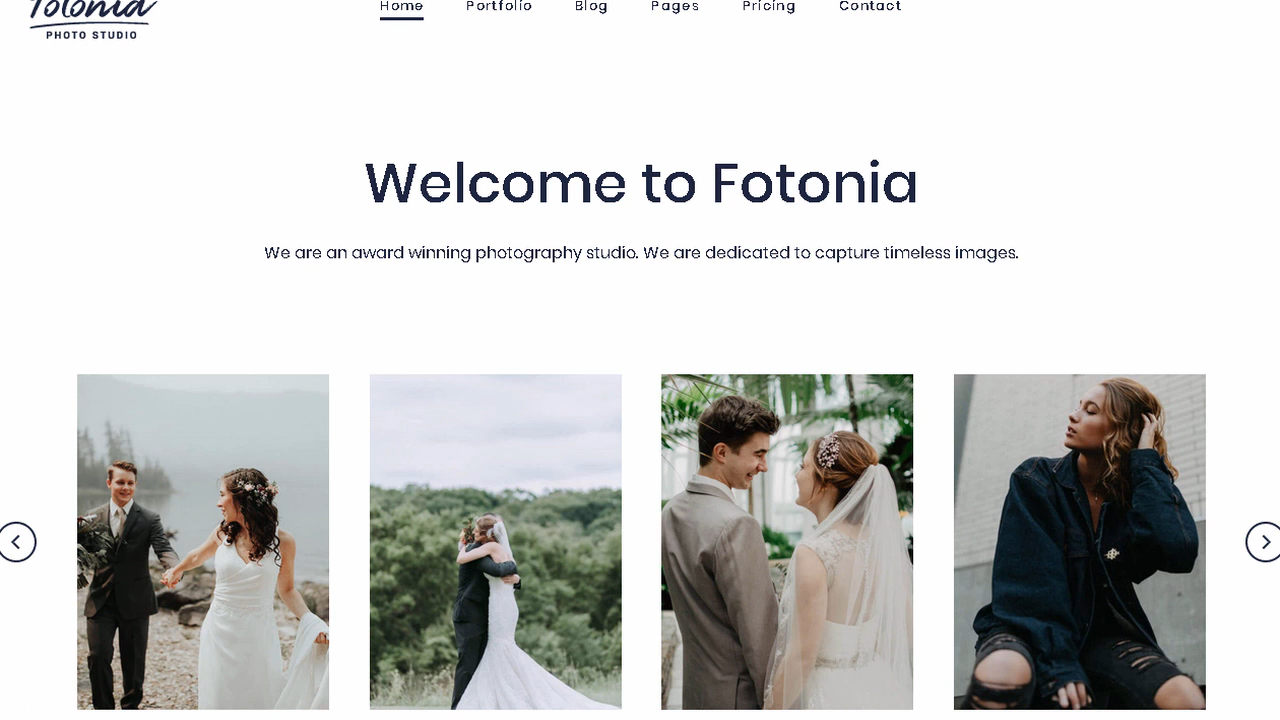 Fotonia
PHOTO STUDIO
Home Portfolio Blog Pages Pricing Contact
Welcome to Fotonia
We are an award winning photography studio. We are dedicated to capture timeless images.